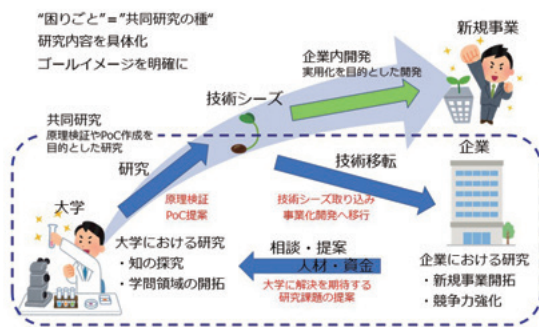 "困りごと"="共同研究の種"
研究内容を具体化
ゴールイメージを明確に
新規事業
企業内開発
実用化を目的とした開発
技術シーズ
共同研究
原理検証やPoC作成を
目的とした研究
研究
技術移転
企業
原理検証
PoC提案
技術シーズ取り込み
事業化開発へ移行
大学
大学における研究
・知の探究
・学問領域の開拓
相談・提案
人材・資金
大学に解決を期待する
研究課題の提案
企業における研究
・新規事業開拓
・競争力強化